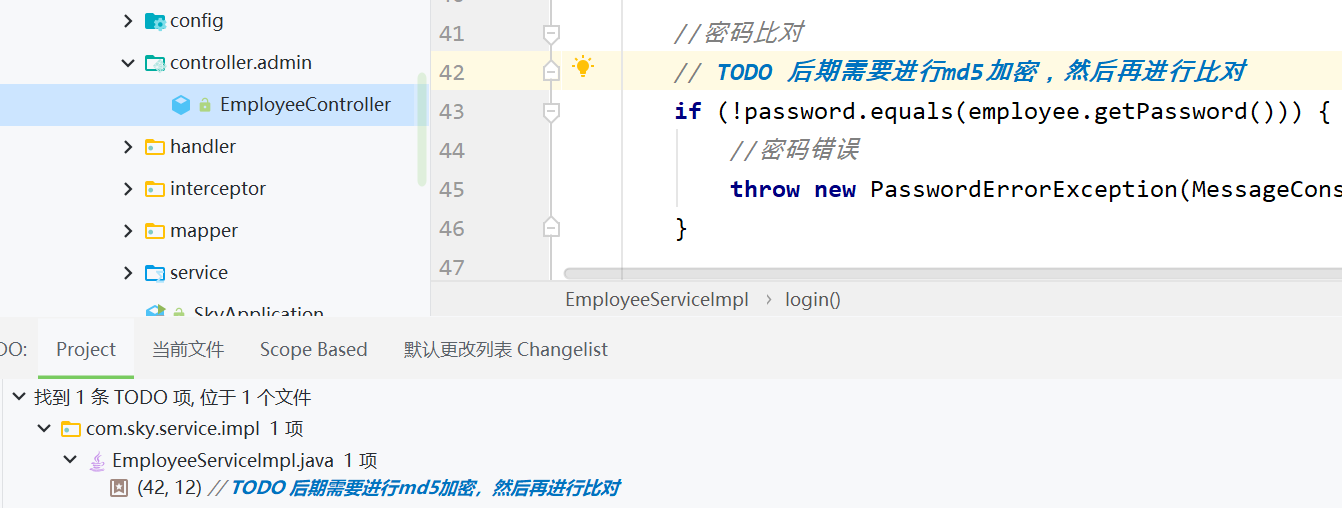 config
controller.admin
EmployeeController
handler
interceptor
mapper
service
SkyApplication
41 //密码比对
42 // TODO 后期需要进行md5加密，然后再进行比对
43 if (!password.equals(employee.getPassword())) {
44 //密码错误
45 throw new PasswordErrorException(MessageCons
46 }
47
EmployeeServiceImpl › login()
DO: Project 当前文件 Scope Based 默认更改列表 Changelist
找到 1 条 TODO 项, 位于 1 个文件
com.sky.service.impl 1 项
EmployeeServiceImpl.java 1 项
(42, 12) // TODO 后期需要进行md5加密，然后再进行比对